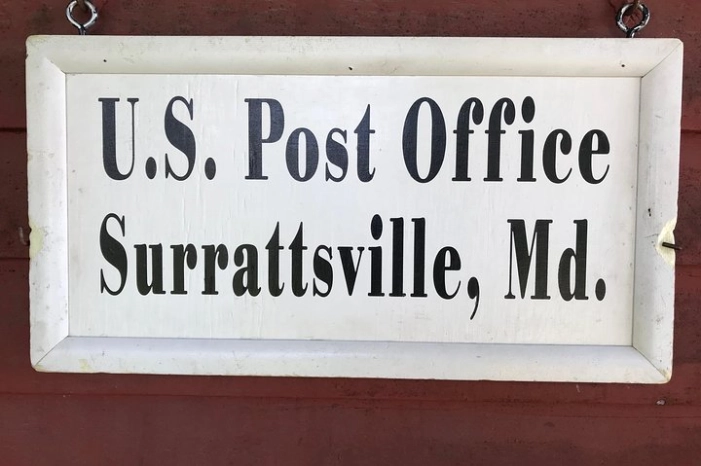 U.S. Post Office
Surrattsville, Md.